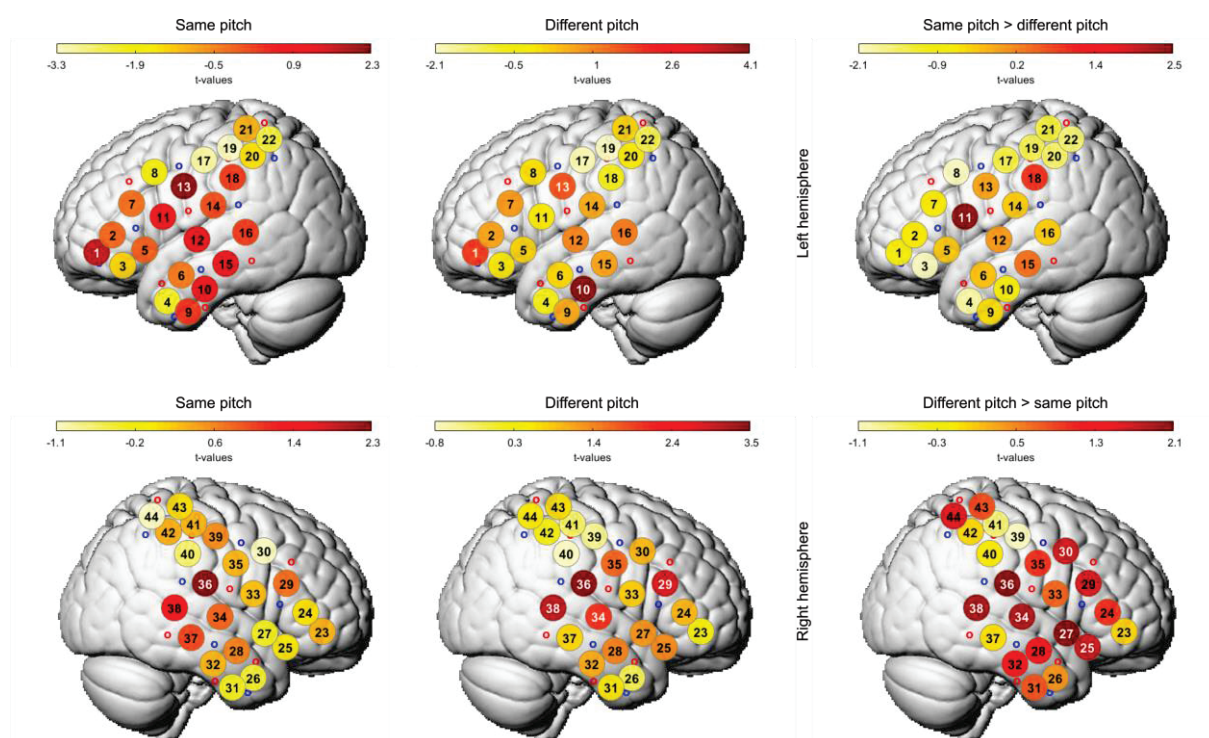 Same pitch
Different pitch
Same pitch > different pitch
-3.3 -1.9 -0.5 0.9 2.3
-2.1 -0.5 1 2.6 4.1
-2.1 -0.9 0.2 1.4 2.5
t-values
t-values
t-values
21 22 19 20 17 8 13 18 7 11 14 2 12 16 1 5 3 6 15 10 4 9
21 22 19 20 17 8 13 18 7 11 14 2 12 16 1 5 3 6 15 10 4 9
21 22 19 20 17 8 13 18 7 11 14 2 12 16 1 5 3 6 15 10 4 9
Left hemisphere
Same pitch
Different pitch
Different pitch > same pitch
-1.1 -0.2 0.6 1.4 2.3
-0.8 0.3 1.4 2.4 3.5
-1.1 -0.3 0.5 1.3 2.1
t-values
t-values
t-values
43 44 41 42 39 40 30 35 36 29 33 38 24 34 27 23 37 28 25 32 26 31
43 44 41 42 39 40 30 35 36 29 33 38 24 34 27 23 37 28 25 32 26 31
43 44 41 42 39 40 30 35 36 29 33 38 24 34 27 23 37 28 25 32 26 31
Right hemisphere